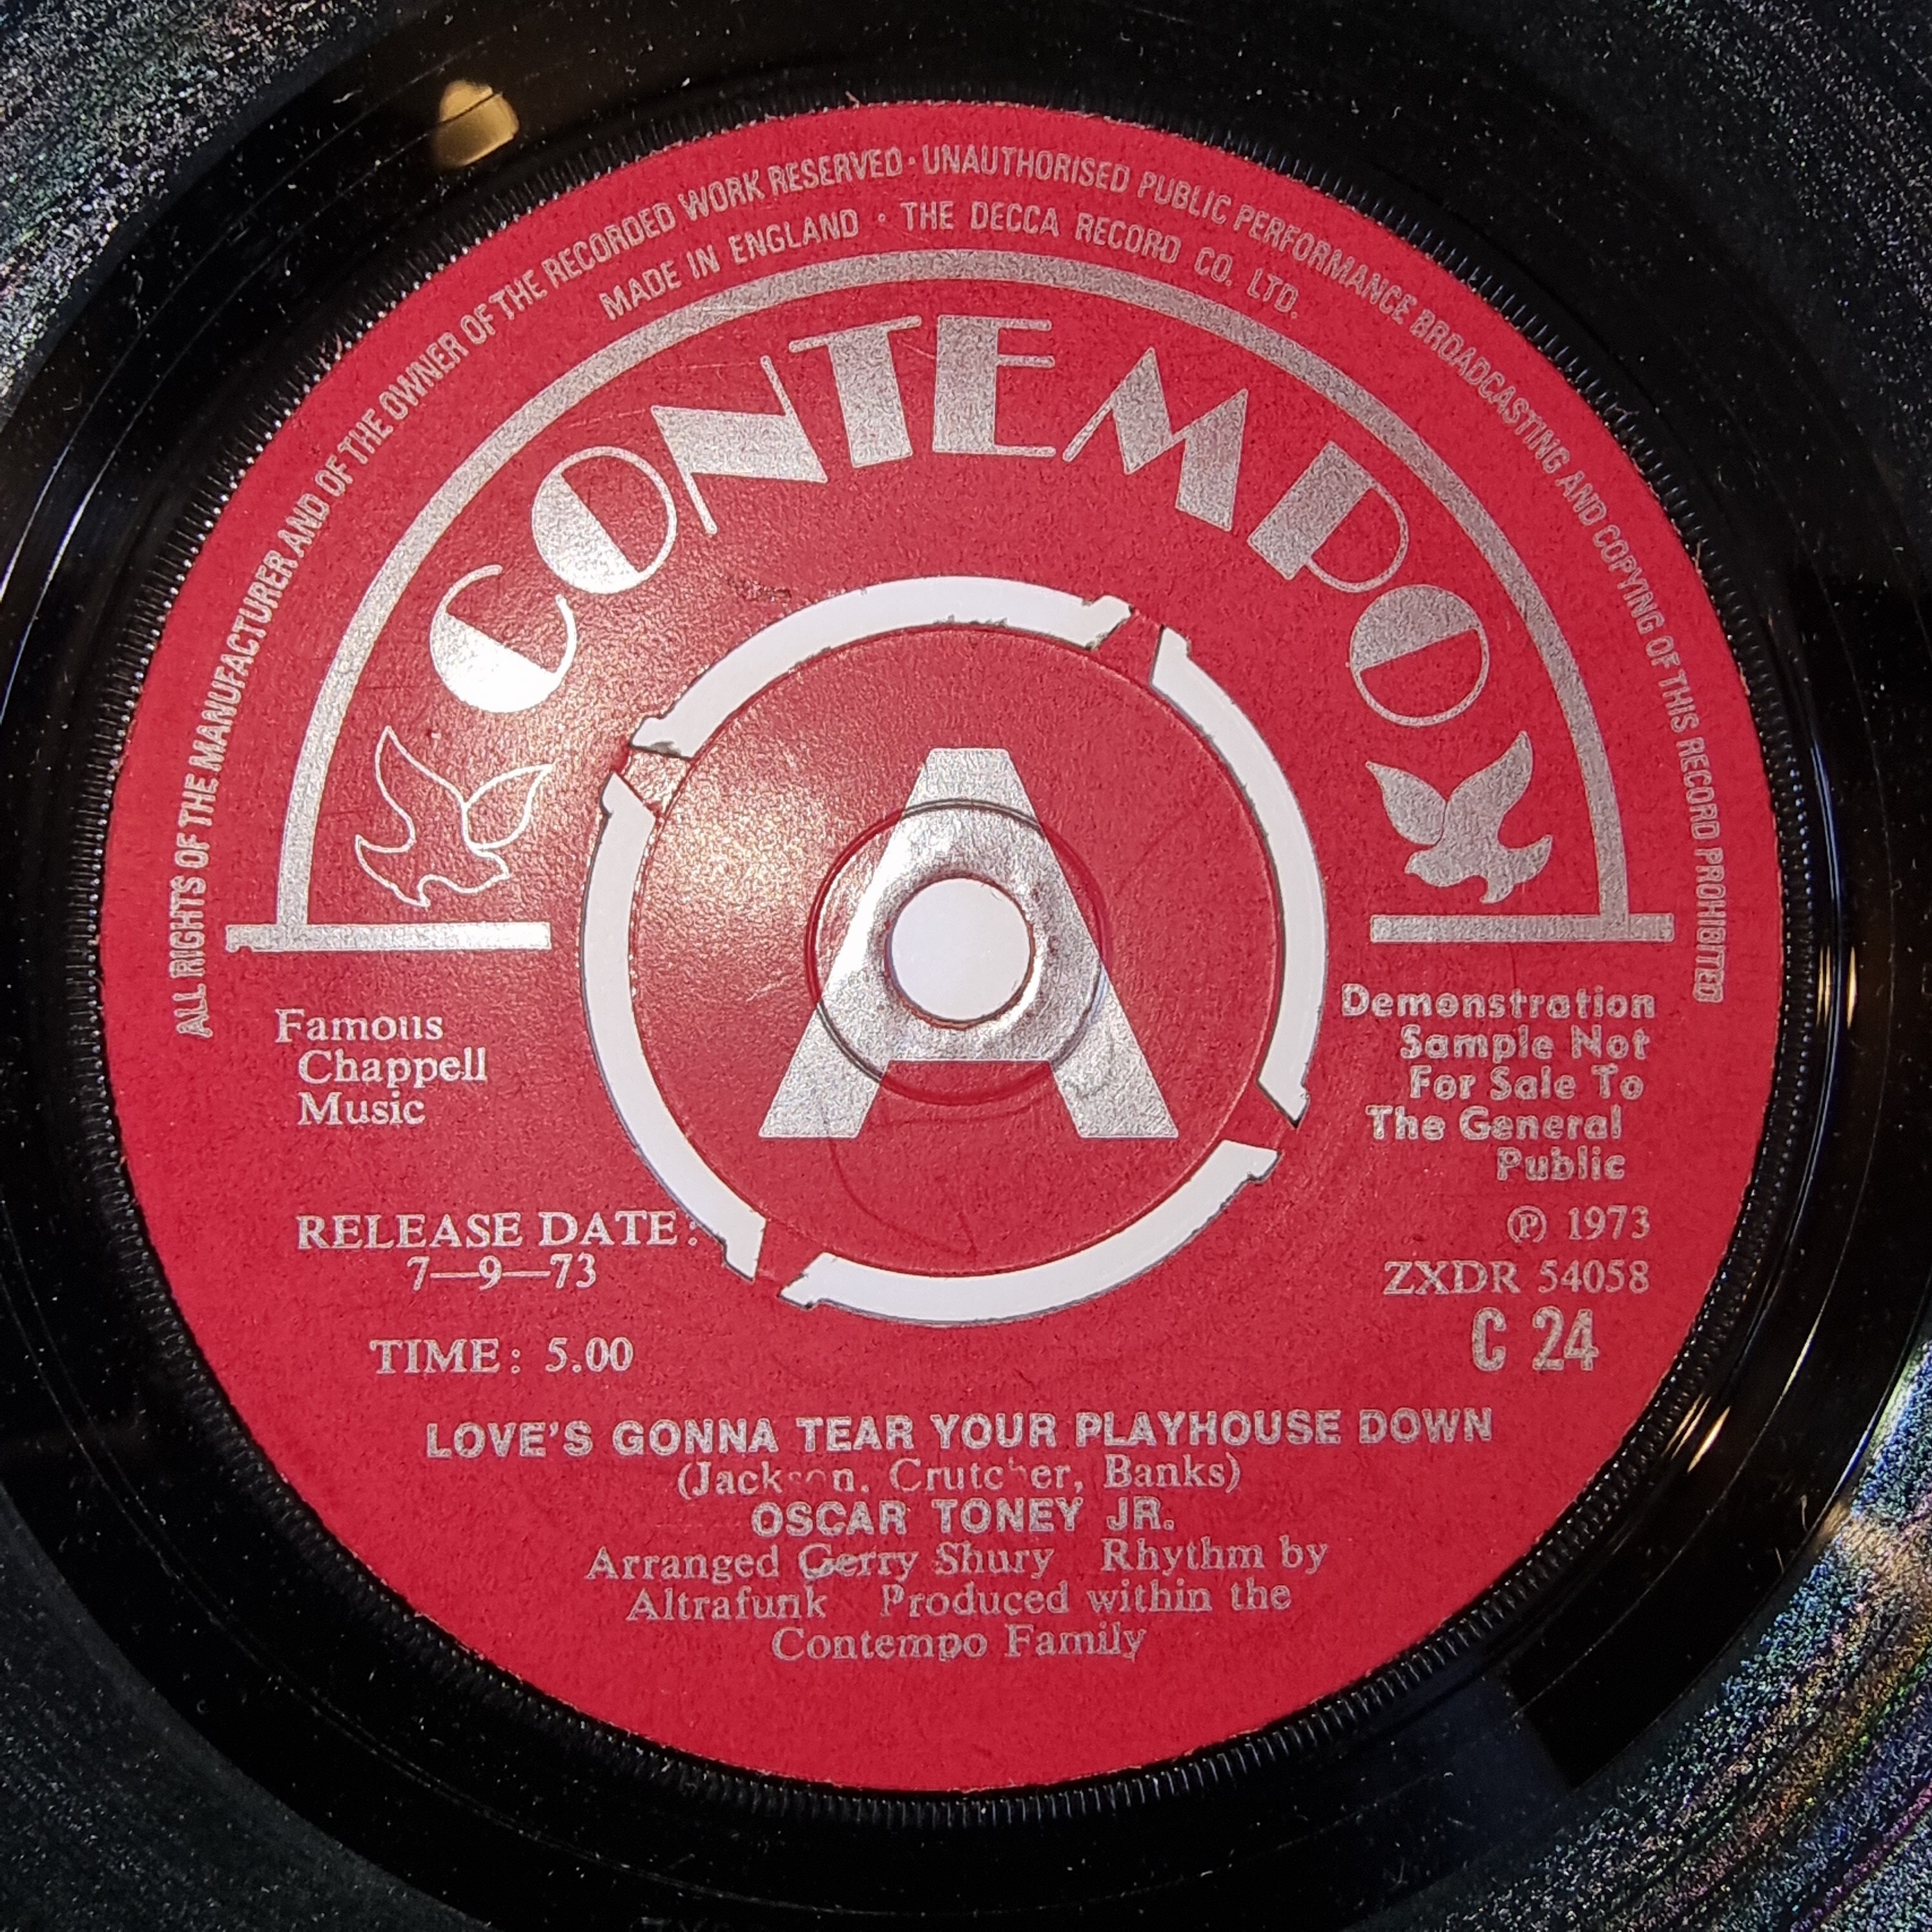 ALL RIGHTS OF THE MANUFACTURER AND OF THE OWNER OF THE RECORDED WORK RESERVED · UNAUTHORISED PUBLIC PERFORMANCE BROADCASTING AND COPYING OF THIS RECORD PROHIBITED
MADE IN ENGLAND · THE DECCA RECORD CO. LTD.
CONTEMPO
A
Famous
Chappell
Music
Demonstration
Sample Not
For Sale To
The General
Public
RELEASE DATE:
7—9—73
℗ 1973
ZXDR 54058
C 24
TIME: 5.00
LOVE'S GONNA TEAR YOUR PLAYHOUSE DOWN
(Jackson, Crutcher, Banks)
OSCAR TONEY JR.
Arranged Gerry Shury Rhythm by
Altrafunk Produced within the
Contempo Family